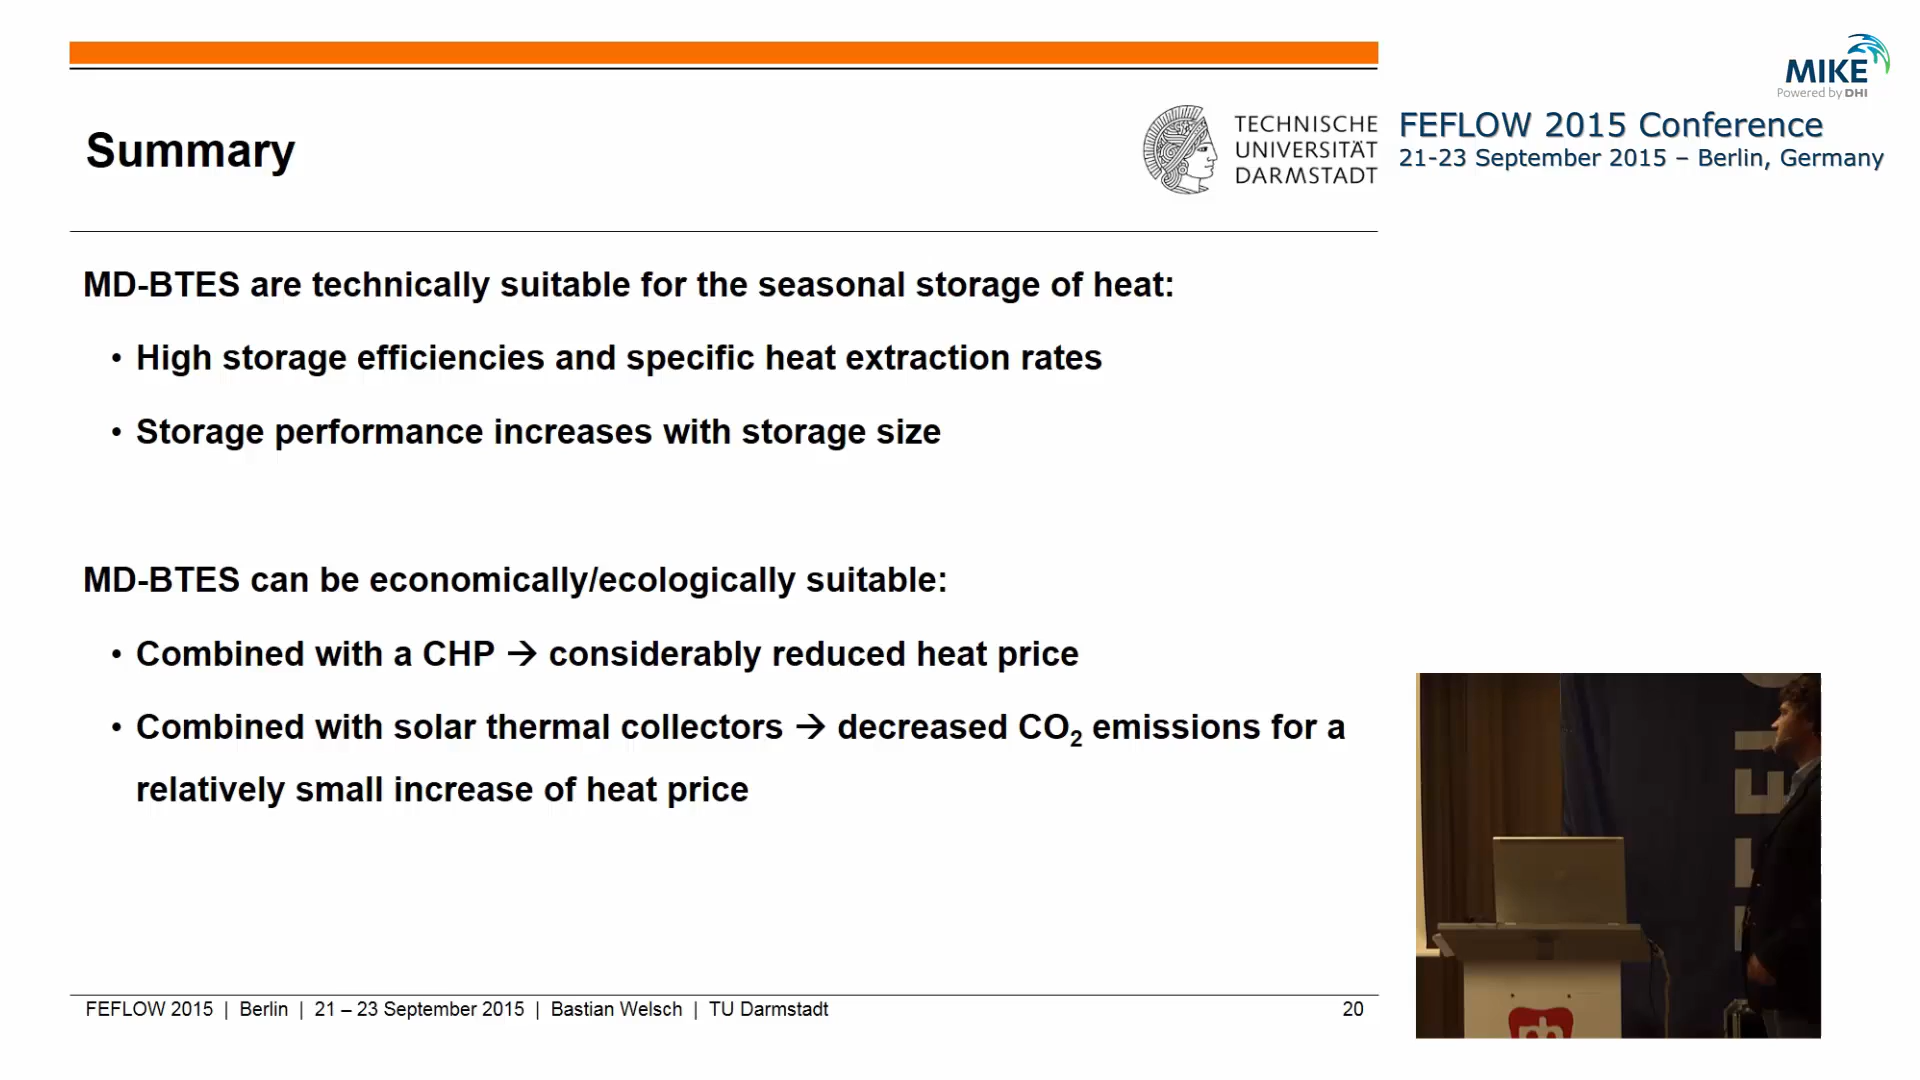 MIKE
Powered by DHI
TECHNISCHE
UNIVERSITÄT
DARMSTADT
FEFLOW 2015 Conference
21-23 September 2015 – Berlin, Germany
Summary
MD-BTES are technically suitable for the seasonal storage of heat:
• High storage efficiencies and specific heat extraction rates
• Storage performance increases with storage size
MD-BTES can be economically/ecologically suitable:
• Combined with a CHP → considerably reduced heat price
• Combined with solar thermal collectors → decreased CO₂ emissions for a
relatively small increase of heat price
FEFLOW 2015 | Berlin | 21 – 23 September 2015 | Bastian Welsch | TU Darmstadt
20